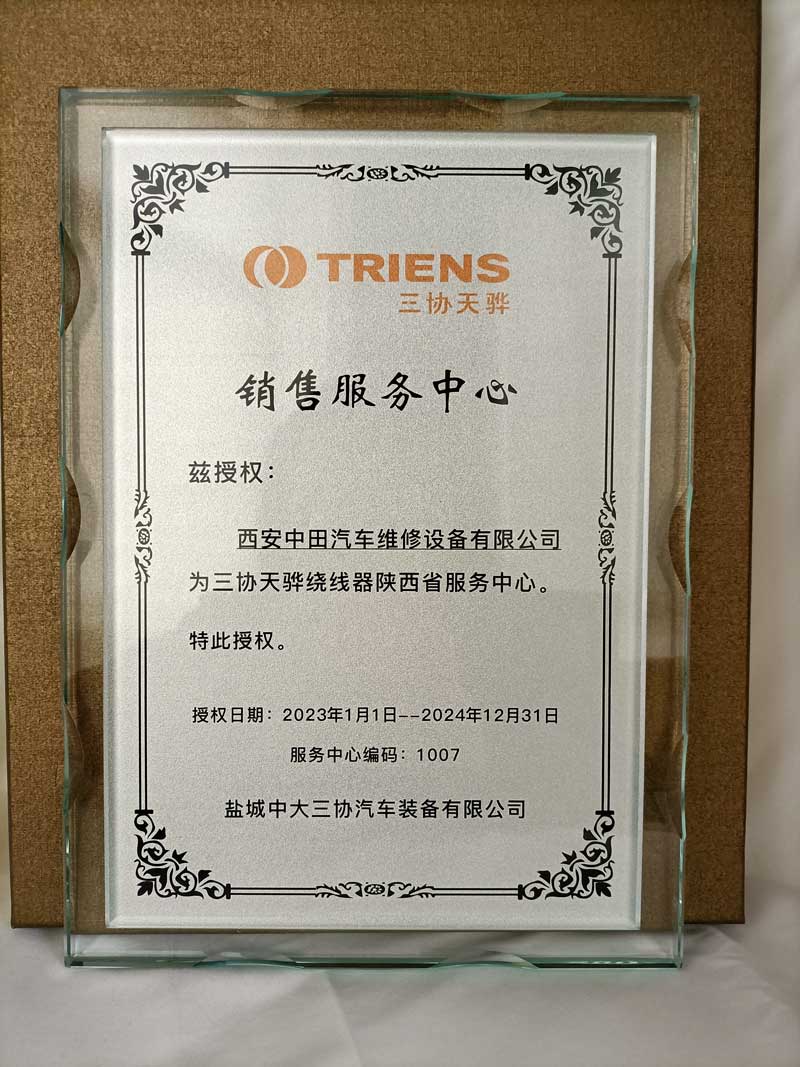 TRIENS
三协天骅
销售服务中心
兹授权：
西安中田汽车维修设备有限公司
为三协天骅绕线器陕西省服务中心。
特此授权。
授权日期：2023年1月1日--2024年12月31日
服务中心编码：1007
盐城中大三协汽车装备有限公司